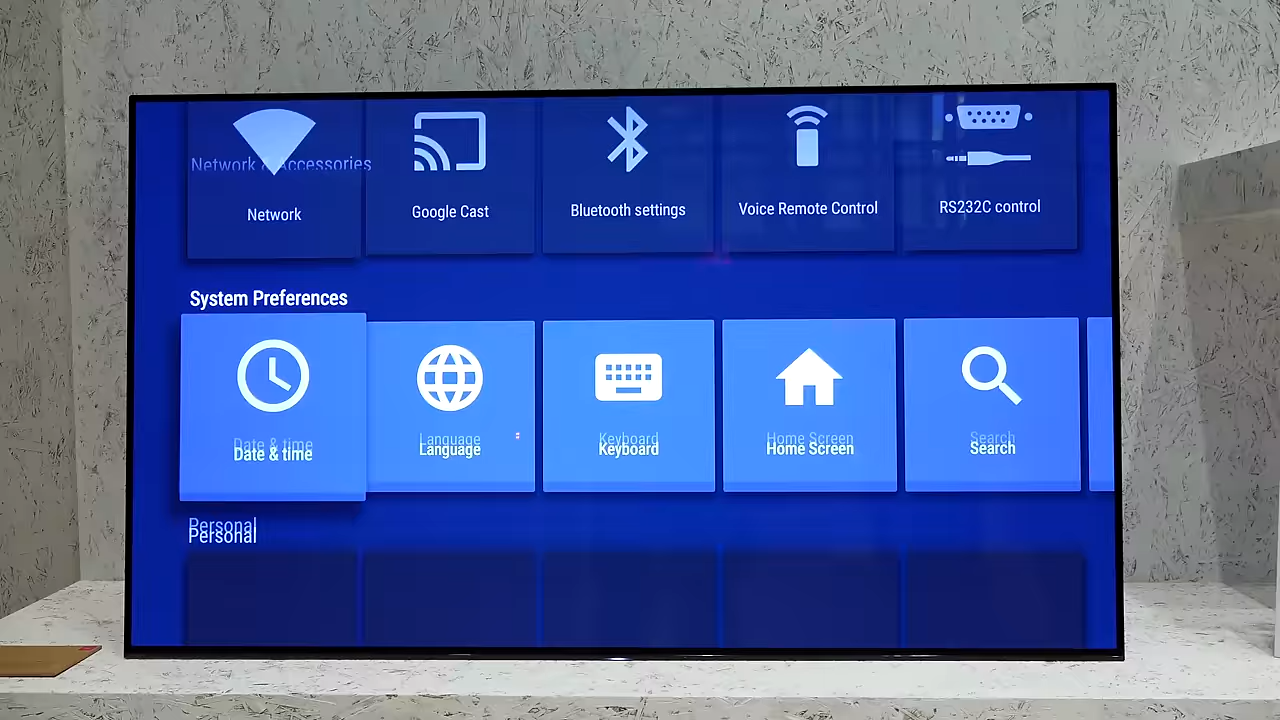 Network & Accessories
Network
Google Cast
Bluetooth settings
Voice Remote Control
RS232C control
System Preferences
Date & time
Language
Keyboard
Home Screen
Search
Personal